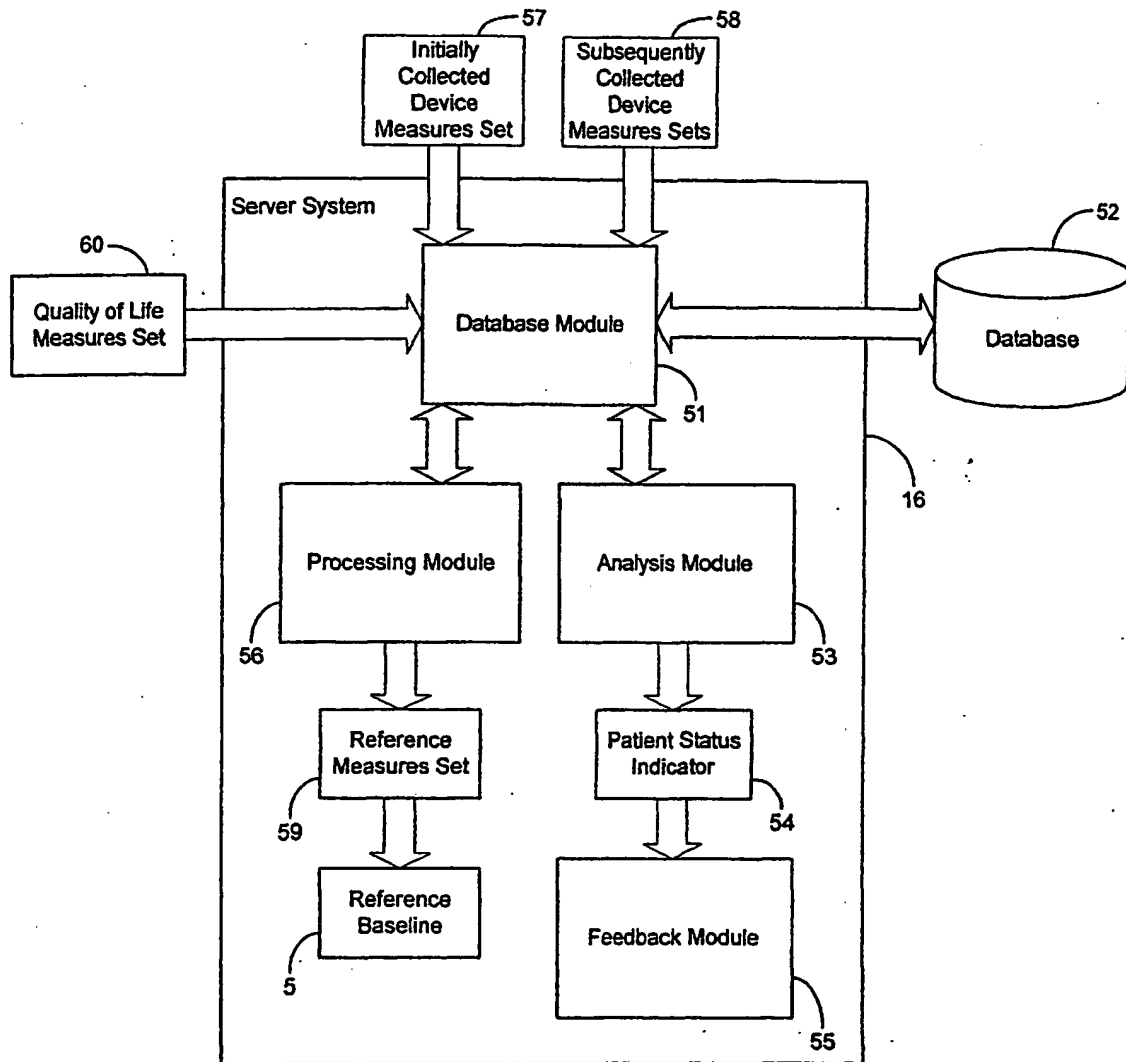 57
58
Initially
Collected
Device
Measures Set
Subsequently
Collected
Device
Measures Sets
Server System
60
52
Quality of Life
Measures Set
Database Module
Database
51
16
Processing Module
Analysis Module
56
53
Reference
Measures Set
Patient Status
Indicator
59
54
Reference
Baseline
Feedback Module
5
55